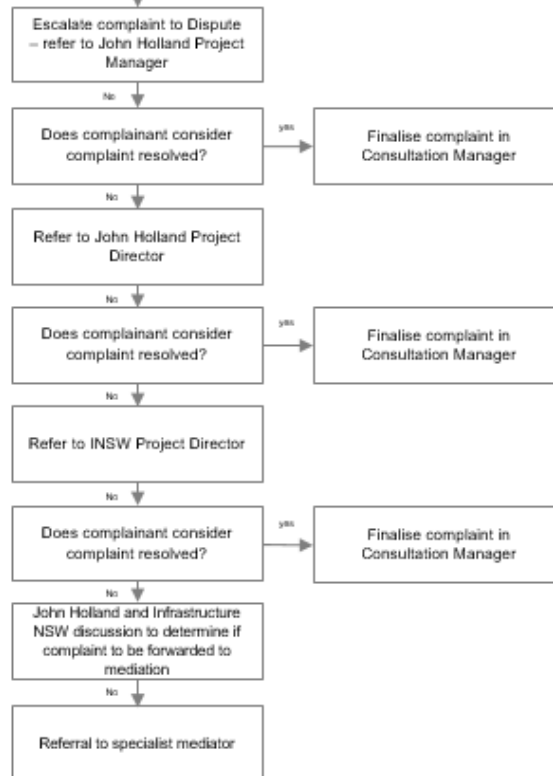 Escalate complaint to Dispute
– refer to John Holland Project
Manager
No
Does complainant consider
complaint resolved?
yes
Finalise complaint in
Consultation Manager
No
Refer to John Holland Project
Director
No
Does complainant consider
complaint resolved?
yes
Finalise complaint in
Consultation Manager
No
Refer to INSW Project Director
No
Does complainant consider
complaint resolved?
yes
Finalise complaint in
Consultation Manager
No
John Holland and Infrastructure
NSW discussion to determine if
complaint to be forwarded to
mediation
No
Referral to specialist mediator